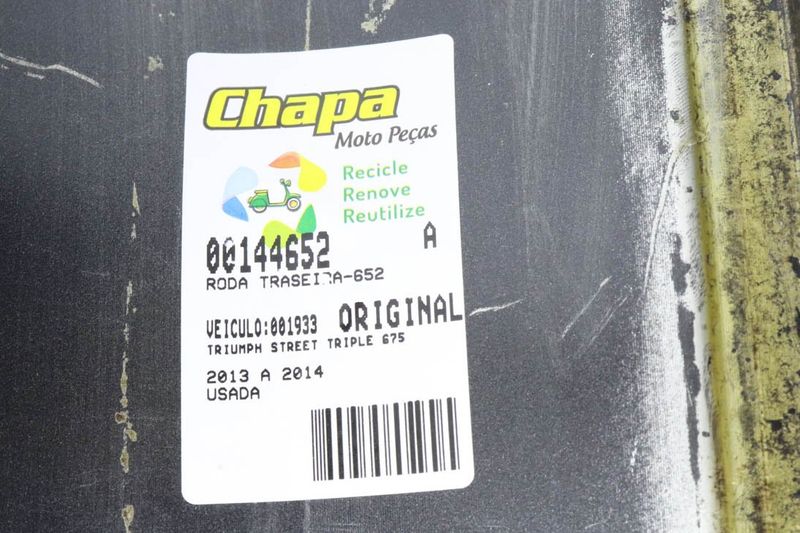 Chapa
Moto Peças
Recicle
Renove
Reutilize
00144652 A
RODA TRASEIRA-652
VEICULO:001933 ORIGINAL
TRIUMPH STREET TRIPLE 675
2013 A 2014
USADA